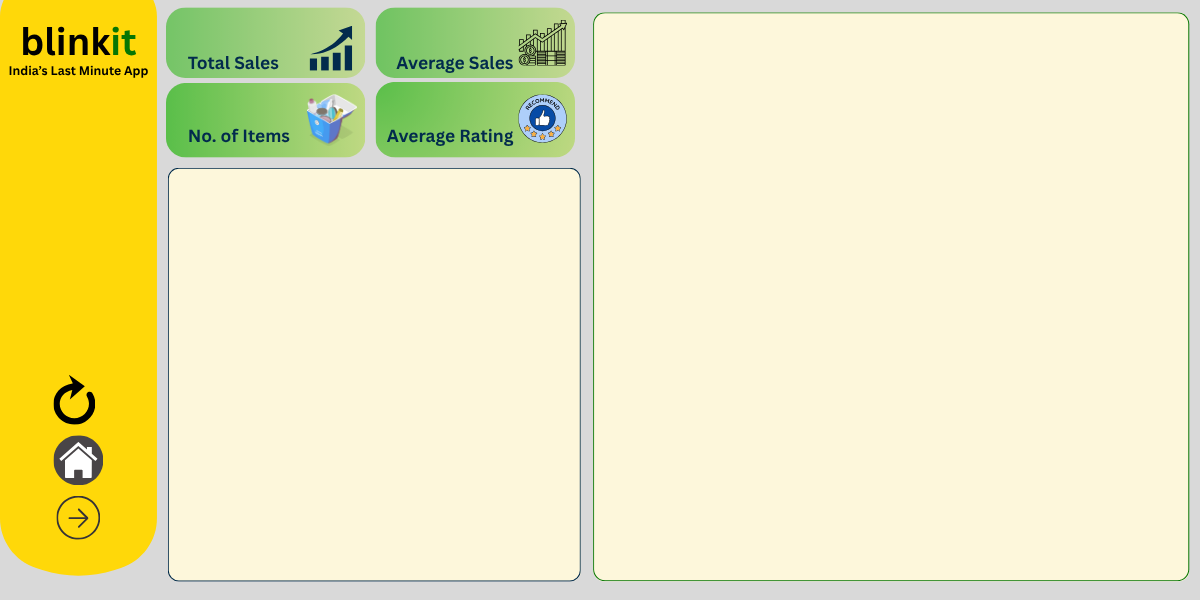 blinkit
India's Last Minute App
Total Sales
Average Sales
No. of Items
RECOMMEND
Average Rating